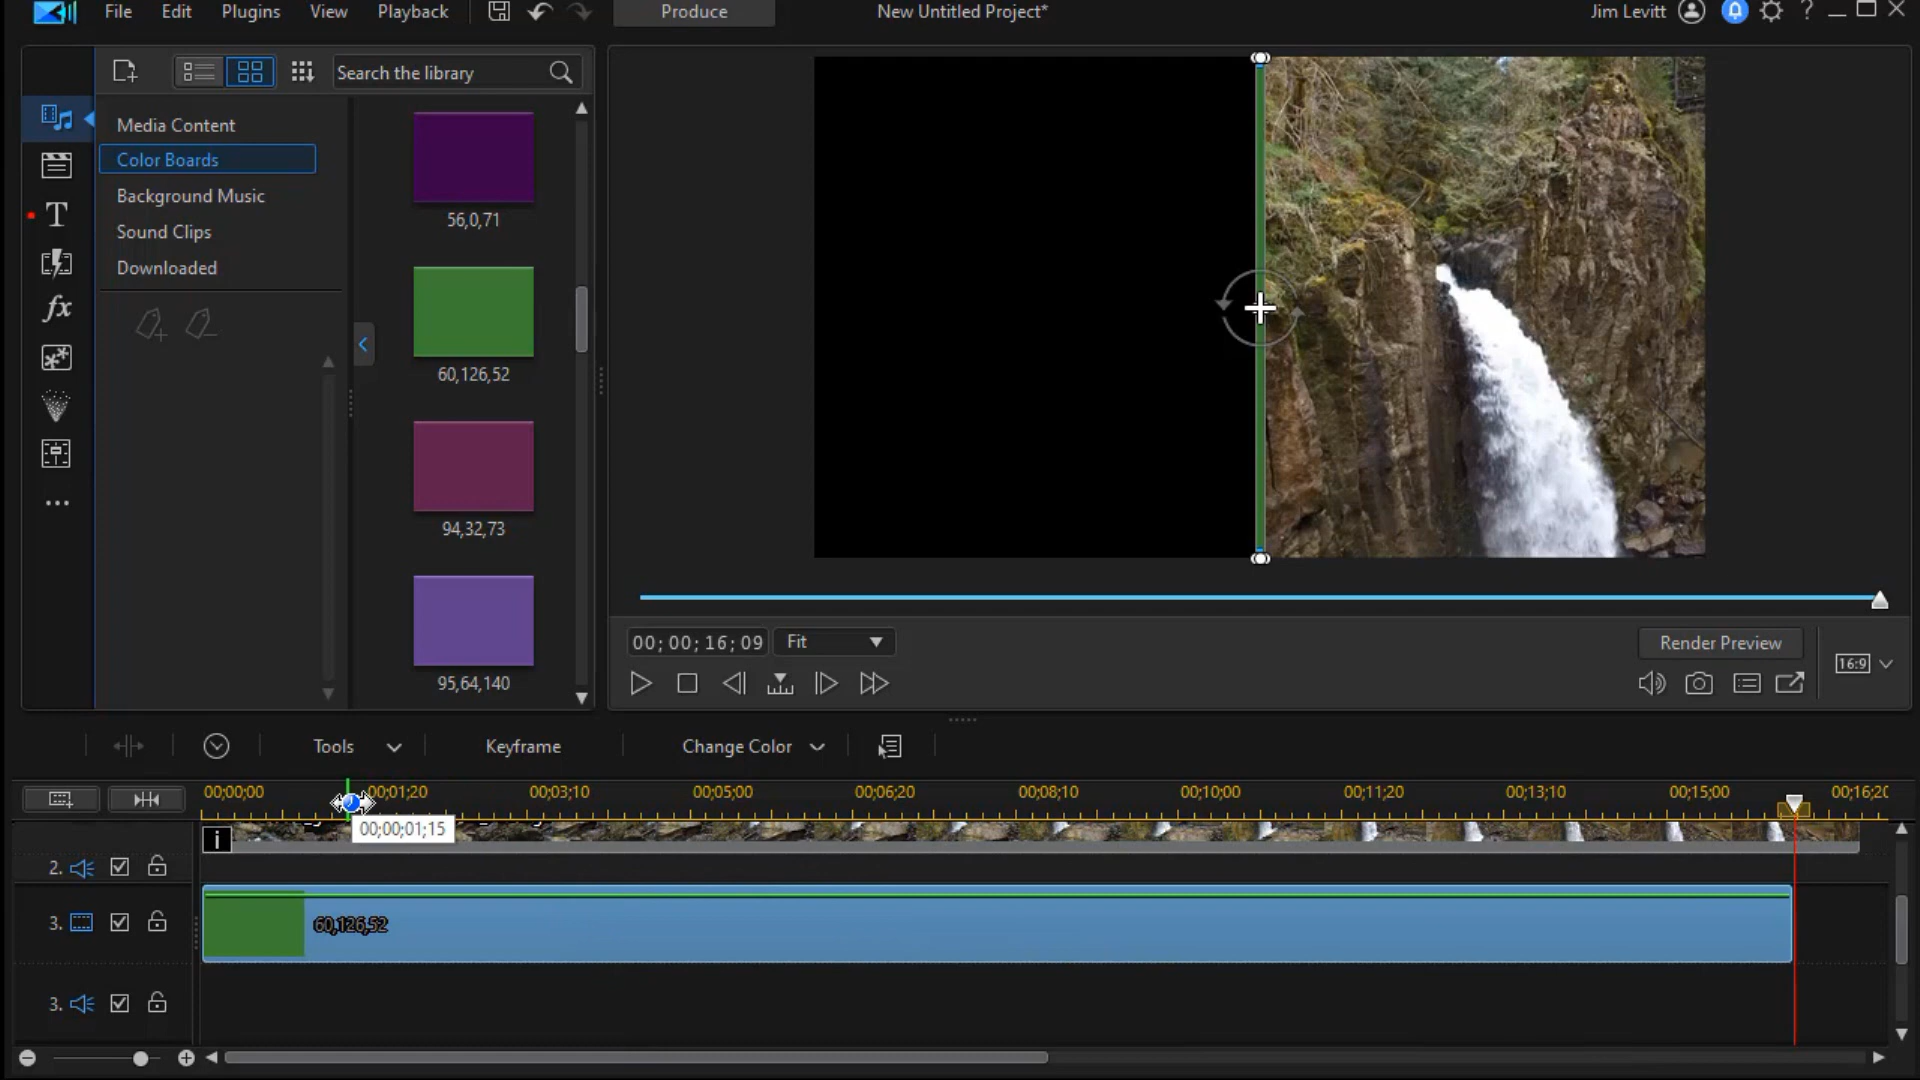 File Edit Plugins View Playback Produce New Untitled Project* Jim Levitt ?
Search the library
Media Content
Color Boards
Background Music
Sound Clips
Downloaded
T
fx
56,0,71
60,126,52
94,32,73
95,64,140
00; 00; 16; 09 Fit Render Preview
16:9
Tools Keyframe Change Color
00;00;00 00;01;20 00;03;10 00;05;00 00;06;20 00;08;10 00;10;00 00;11;20 00;13;10 00;15;00 00;16;20
00;00;01;15
i
2.
3. 60,126,52
3.